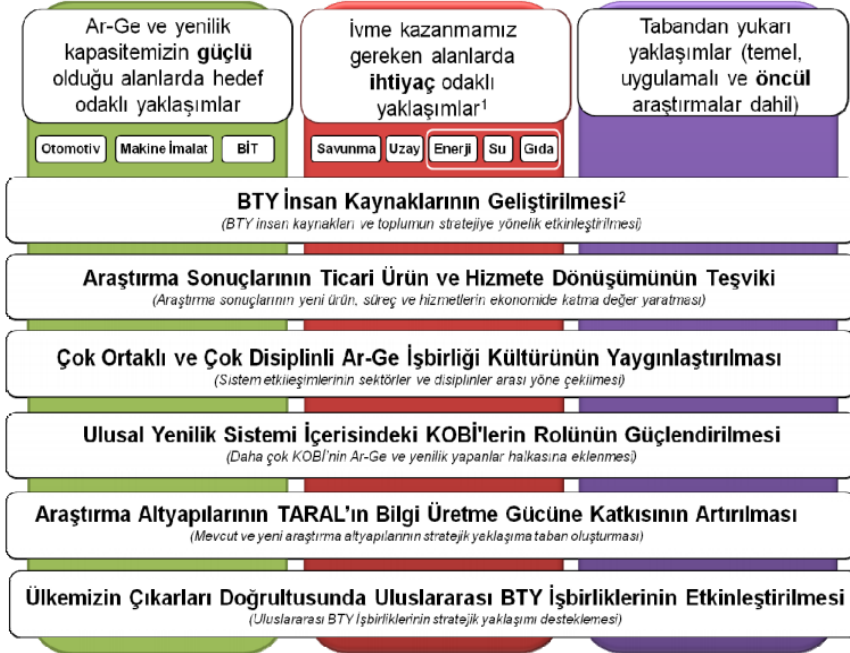 Ar-Ge ve yenilik
kapasitemizin güçlü
olduğu alanlarda hedef
odaklı yaklaşımlar
İvme kazanmamız
gereken alanlarda
ihtiyaç odaklı
yaklaşımlar¹
Tabandan yukarı
yaklaşımlar (temel,
uygulamalı ve öncül
araştırmalar dahil)
Otomotiv Makine İmalat BİT
Savunma Uzay Enerji Su Gıda
BTY İnsan Kaynaklarının Geliştirilmesi²
(BTY insan kaynakları ve toplumun stratejiye yönelik etkinleştirilmesi)
Araştırma Sonuçlarının Ticari Ürün ve Hizmete Dönüşümünün Teşviki
(Araştırma sonuçlarının yeni ürün, süreç ve hizmetlerin ekonomide katma değer yaratması)
Çok Ortaklı ve Çok Disiplinli Ar-Ge İşbirliği Kültürünün Yaygınlaştırılması
(Sistem etkileşimlerinin sektörler ve disiplinler arası yöne çekilmesi)
Ulusal Yenilik Sistemi İçerisindeki KOBİ'lerin Rolünün Güçlendirilmesi
(Daha çok KOBİ'nin Ar-Ge ve yenilik yapanlar halkasına eklenmesi)
Araştırma Altyapılarının TARAL'ın Bilgi Üretme Gücüne Katkısının Artırılması
(Mevcut ve yeni araştırma altyapılarının stratejik yaklaşıma taban oluşturması)
Ülkemizin Çıkarları Doğrultusunda Uluslararası BTY İşbirliklerinin Etkinleştirilmesi
(Uluslararası BTY İşbirliklerinin stratejik yaklaşımı desteklemesi)